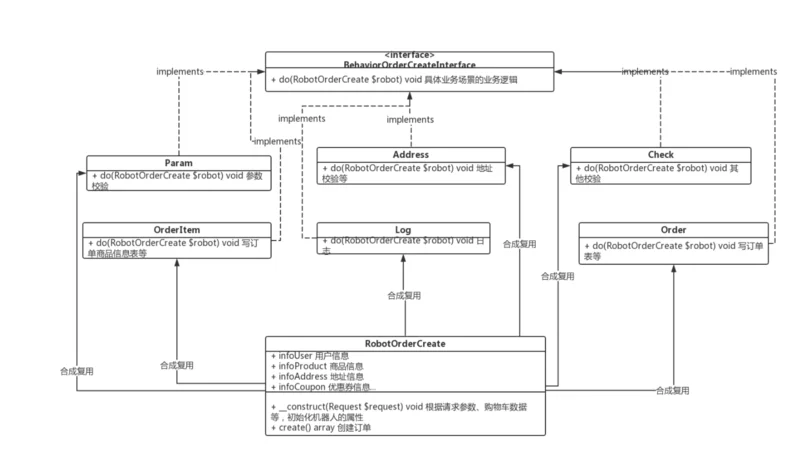 <interface>
BehaviorOrderCreateInterface
+ do(RobotOrderCreate $robot) void 具体业务场景的业务逻辑
implements
implements
implements
implements
implements
implements
Param
+ do(RobotOrderCreate $robot) void 参数
校验
Address
+ do(RobotOrderCreate $robot) void 地址
校验等
Check
+ do(RobotOrderCreate $robot) void 其
他校验
OrderItem
+ do(RobotOrderCreate $robot) void 写订
单商品信息表等
Log
+ do(RobotOrderCreate $robot) void 日
志
Order
+ do(RobotOrderCreate $robot) void 写订单
表等
合成复用
合成复用
合成复用
合成复用
合成复用
合成复用
RobotOrderCreate
+ infoUser 用户信息
+ infoProduct 商品信息
+ infoAddress 地址信息
+ infoCoupon 优惠券信息...
+ __construct(Request $request) void 根据请求参数、购物车数据
等，初始化机器人的属性
+ create() array 创建订单